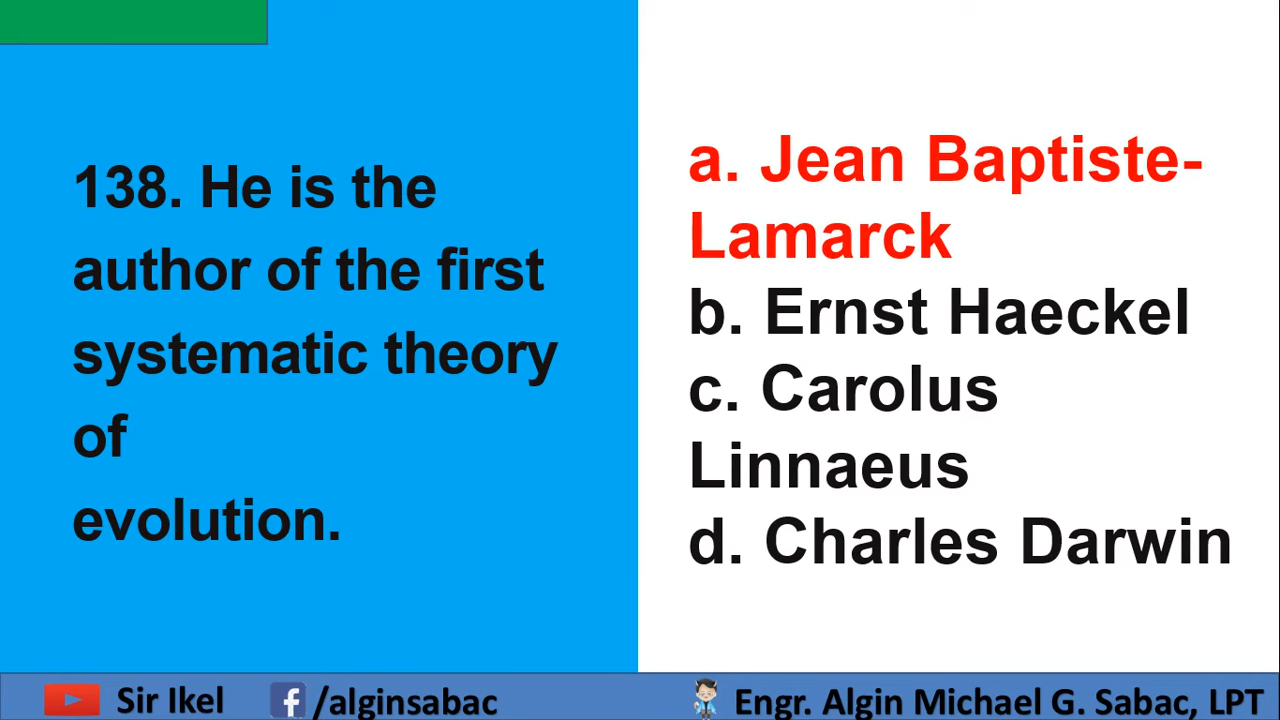 138. He is the
author of the first
systematic theory
of
evolution.
a. Jean Baptiste-
Lamarck
b. Ernst Haeckel
c. Carolus
Linnaeus
d. Charles Darwin
Sir Ikel
/alginsabac
Engr. Algin Michael G. Sabac, LPT